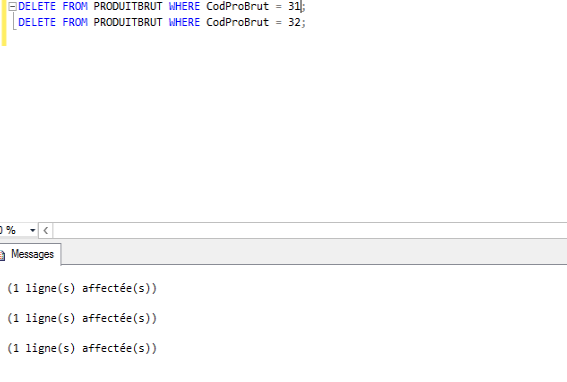 DELETE FROM PRODUITBRUT WHERE CodProBrut = 31;
DELETE FROM PRODUITBRUT WHERE CodProBrut = 32;
0 %
Messages
(1 ligne(s) affectée(s))
(1 ligne(s) affectée(s))
(1 ligne(s) affectée(s))